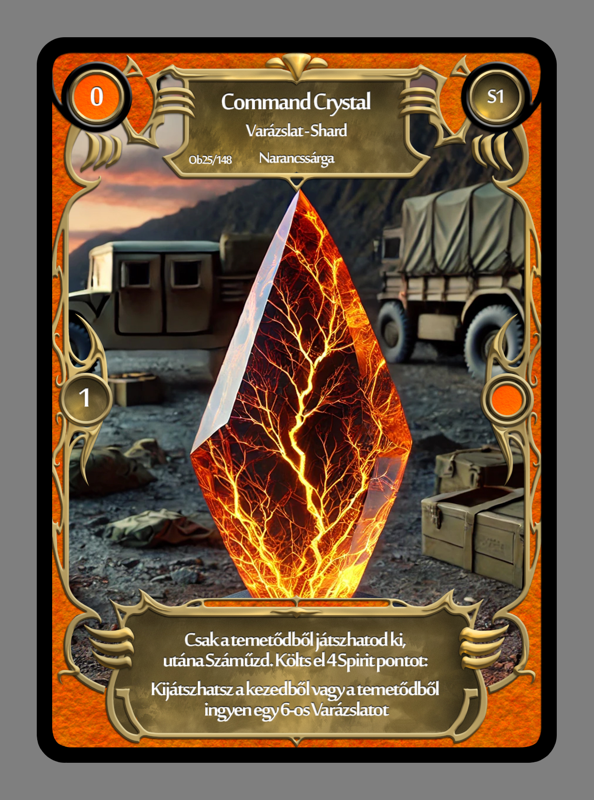 0
Command Crystal
S1
Varázslat - Shard
Ob25/148 Narancssárga
1
Csak a temetődből játszhatod ki,
utána Száműzd. Költs el 4 Spirit pontot:
Kijátszhatsz a kezedből vagy a temetődből
ingyen egy 6-os Varázslatot